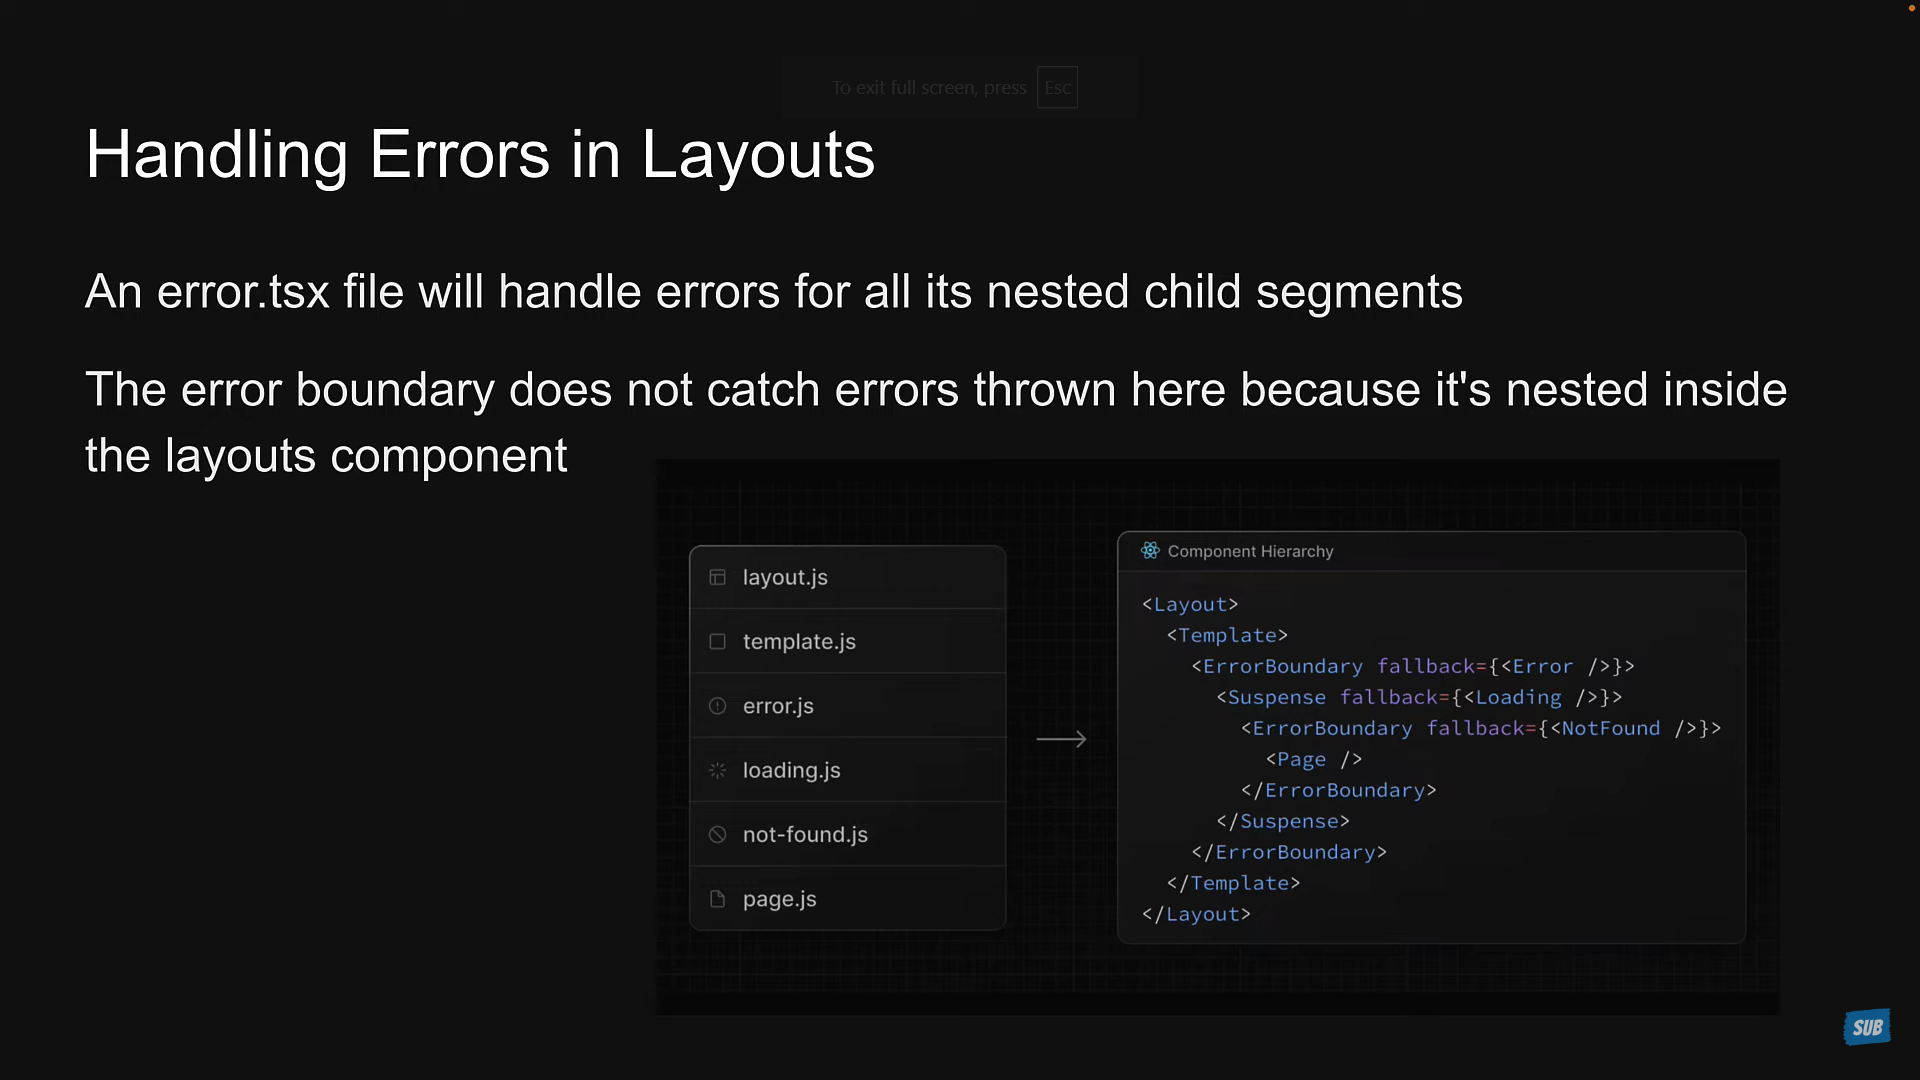 To exit full screen, press Esc
Handling Errors in Layouts
An error.tsx file will handle errors for all its nested child segments
The error boundary does not catch errors thrown here because it's nested inside
the layouts component
layout.js
template.js
error.js
loading.js
not-found.js
page.js
Component Hierarchy
<Layout>
<Template>
<ErrorBoundary fallback={<Error />}>
<Suspense fallback={<Loading />}>
<ErrorBoundary fallback={<NotFound />}>
<Page />
</ErrorBoundary>
</Suspense>
</ErrorBoundary>
</Template>
</Layout>
SUB